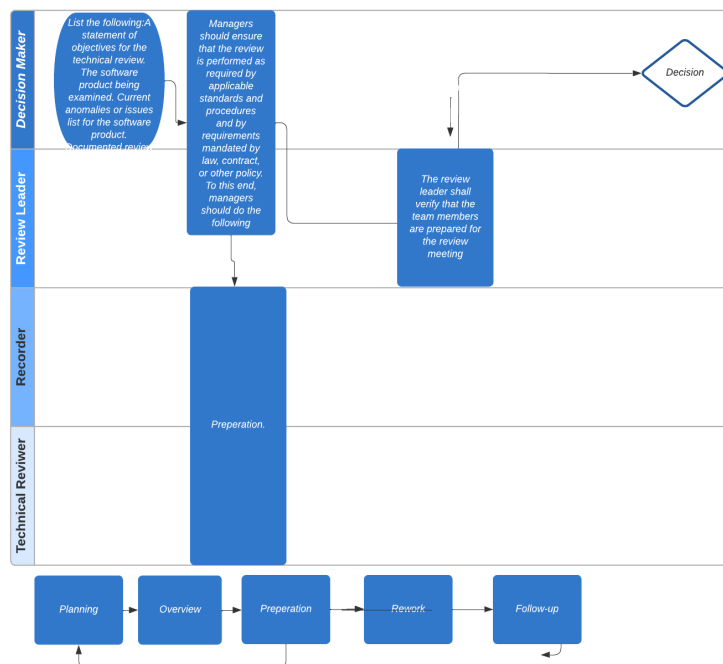 Decision Maker
List the following:A
statement of
objectives for the
technical review.
The software
product being
examined. Current
anomalies or issues
list for the software
product.
Documented review
Managers
should ensure
that the review
is performed as
required by
applicable
standards and
procedures
and by
requirements
mandated by
law, contract,
or other policy.
To this end,
managers
should do the
following
Decision
Review Leader
The review
leader shall
verify that the
team members
are prepared for
the review
meeting
Recorder
Preperation.
Technical Reviwer
Planning
Overview
Preperation
Rework
Follow-up